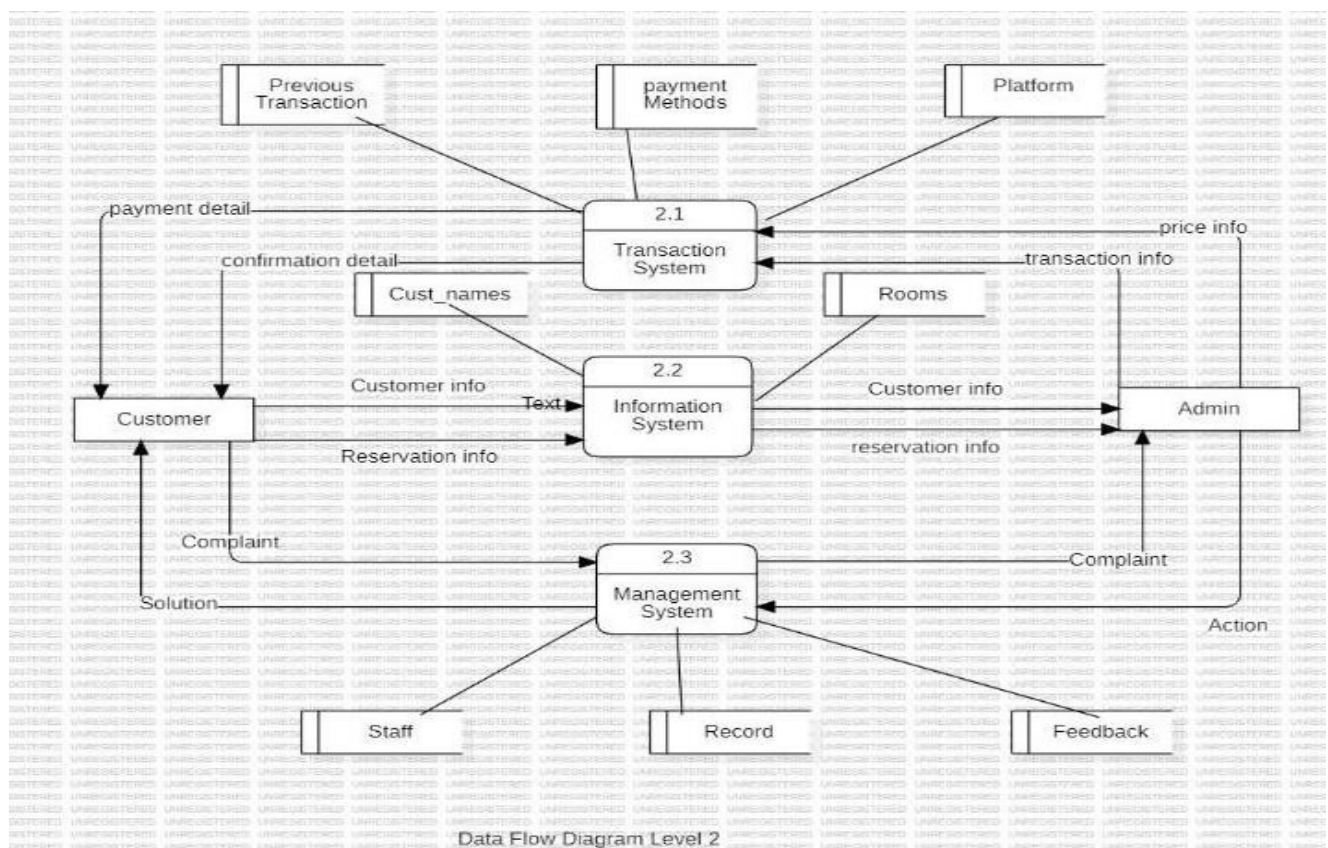 Previous
Transaction
payment
Methods
Platform
payment detail
2.1
price info
Transaction
System
confirmation detail
transaction info
Cust_names
Rooms
2.2
Customer info
Text
Information
System
Customer info
Customer
Admin
Reservation info
reservation info
Complaint
2.3
Complaint
Management
System
Solution
Action
Staff
Record
Feedback
Data Flow Diagram Level 2
UNREGISTERED